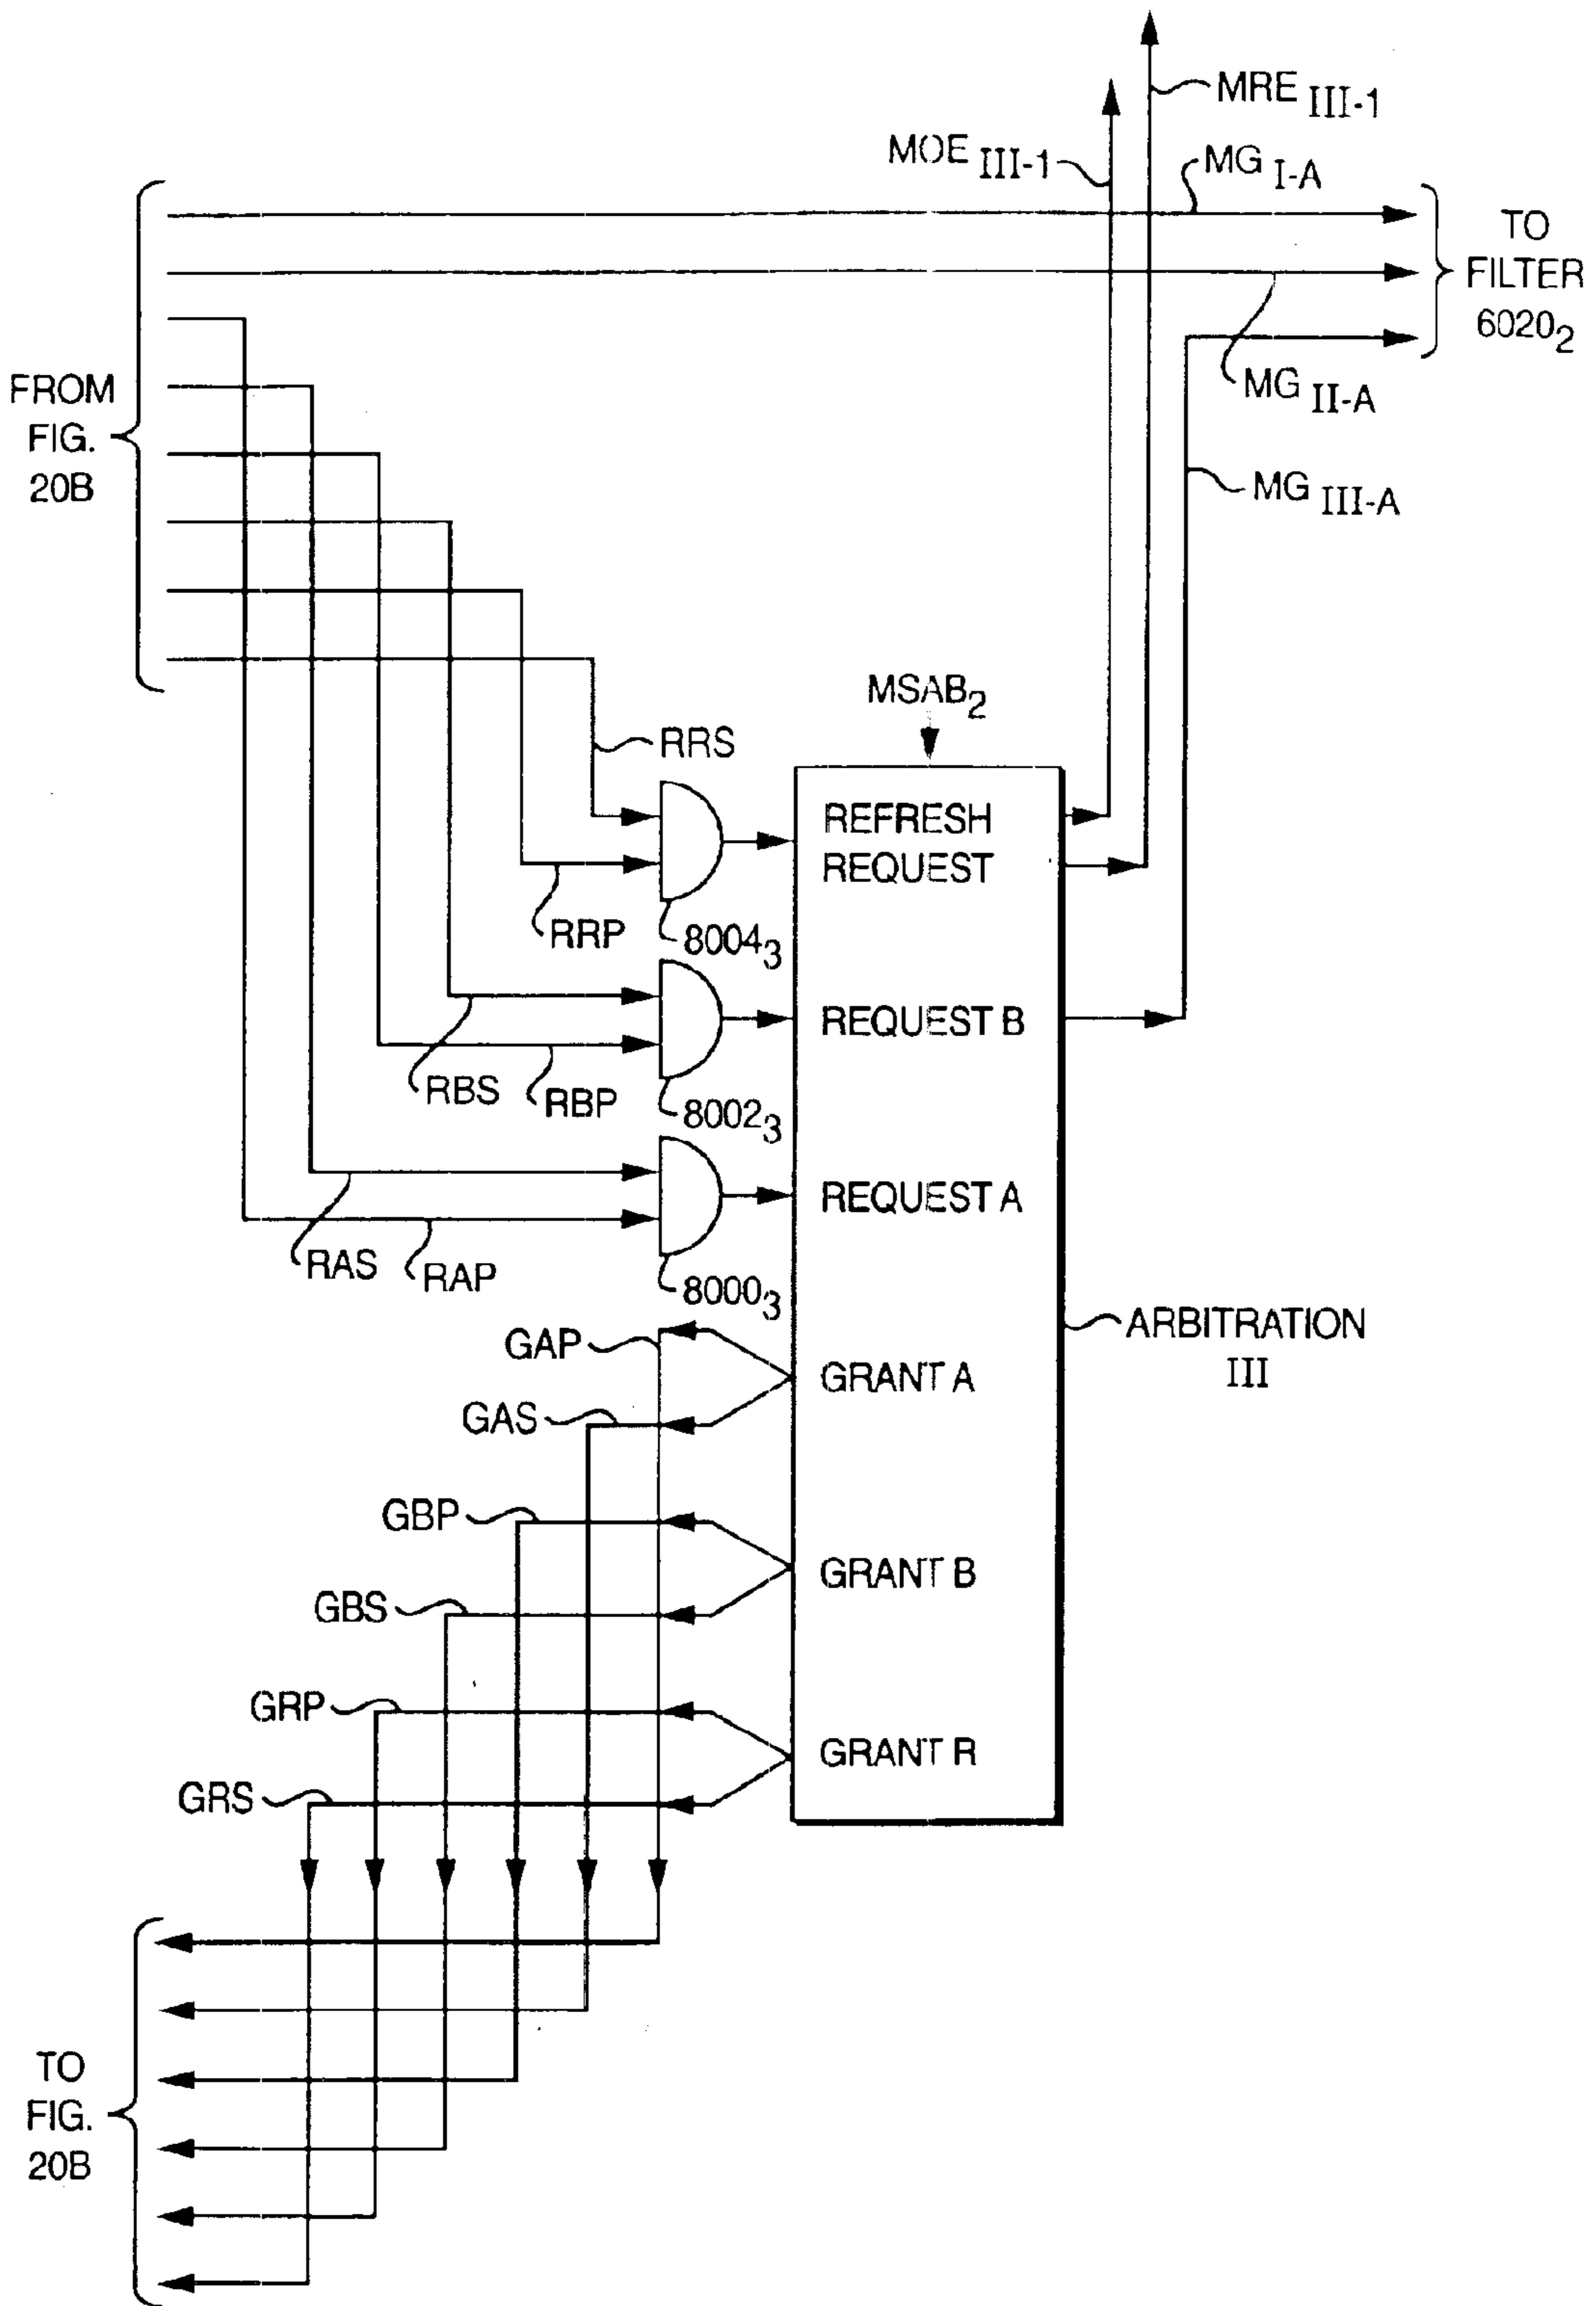 MRE III-1
MOE III-1
MG I-A
TO
FILTER
6020₂
FROM
FIG.
20B
MG II-A
MG III-A
MSAB₂
RRS
REFRESH
REQUEST
RRP
8004₃
REQUEST B
RBS
RBP
8002₃
REQUEST A
RAS
RAP
8000₃
ARBITRATION
III
GAP
GRANT A
GAS
GBP
GRANT B
GBS
GRP
GRANT R
GRS
TO
FIG.
20B